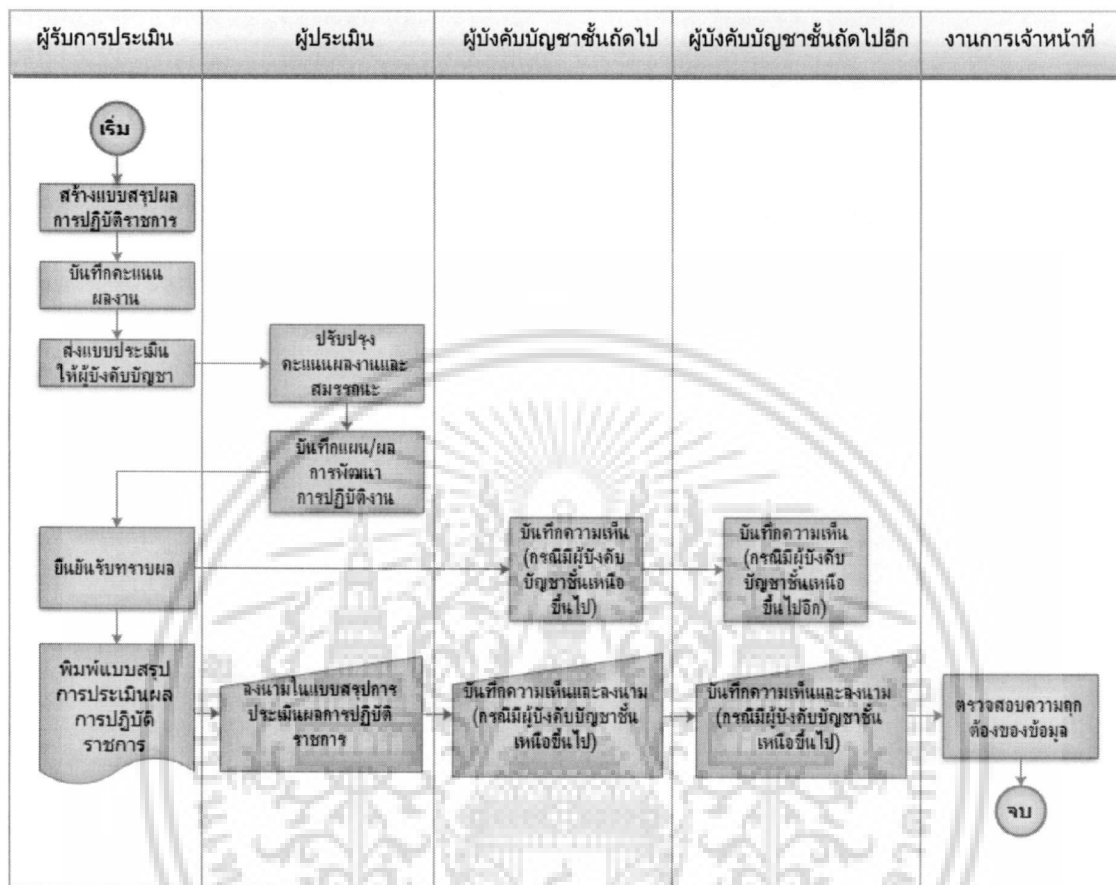 ผู้รับการประเมิน
ผู้ประเมิน
ผู้บังคับบัญชาชั้นถัดไป
ผู้บังคับบัญชาชั้นถัดไปอีก
งานการเจ้าหน้าที่
เริ่ม
สร้างแบบสรุปผล
การปฏิบัติราชการ
บันทึกคะแนน
ผลงาน
ส่งแบบประเมิน
ให้ผู้บังคับบัญชา
ปรับปรุง
คะแนนผลงานและ
สมรรถนะ
บันทึกแผน/ผล
การพัฒนา
การปฏิบัติงาน
ยืนยันรับทราบผล
บันทึกความเห็น
(กรณีมีผู้บังคับ
บัญชาชั้นเหนือ
ขึ้นไป)
บันทึกความเห็น
(กรณีมีผู้บังคับ
บัญชาชั้นเหนือ
ขึ้นไปอีก)
พิมพ์แบบสรุป
การประเมินผล
การปฏิบัติ
ราชการ
ลงนามในแบบสรุปการ
ประเมินผลการปฏิบัติ
ราชการ
บันทึกความเห็นและลงนาม
(กรณีมีผู้บังคับบัญชาชั้น
เหนือขึ้นไป)
บันทึกความเห็นและลงนาม
(กรณีมีผู้บังคับบัญชาชั้น
เหนือขึ้นไป)
ตรวจสอบความถูก
ต้องของข้อมูล
จบ